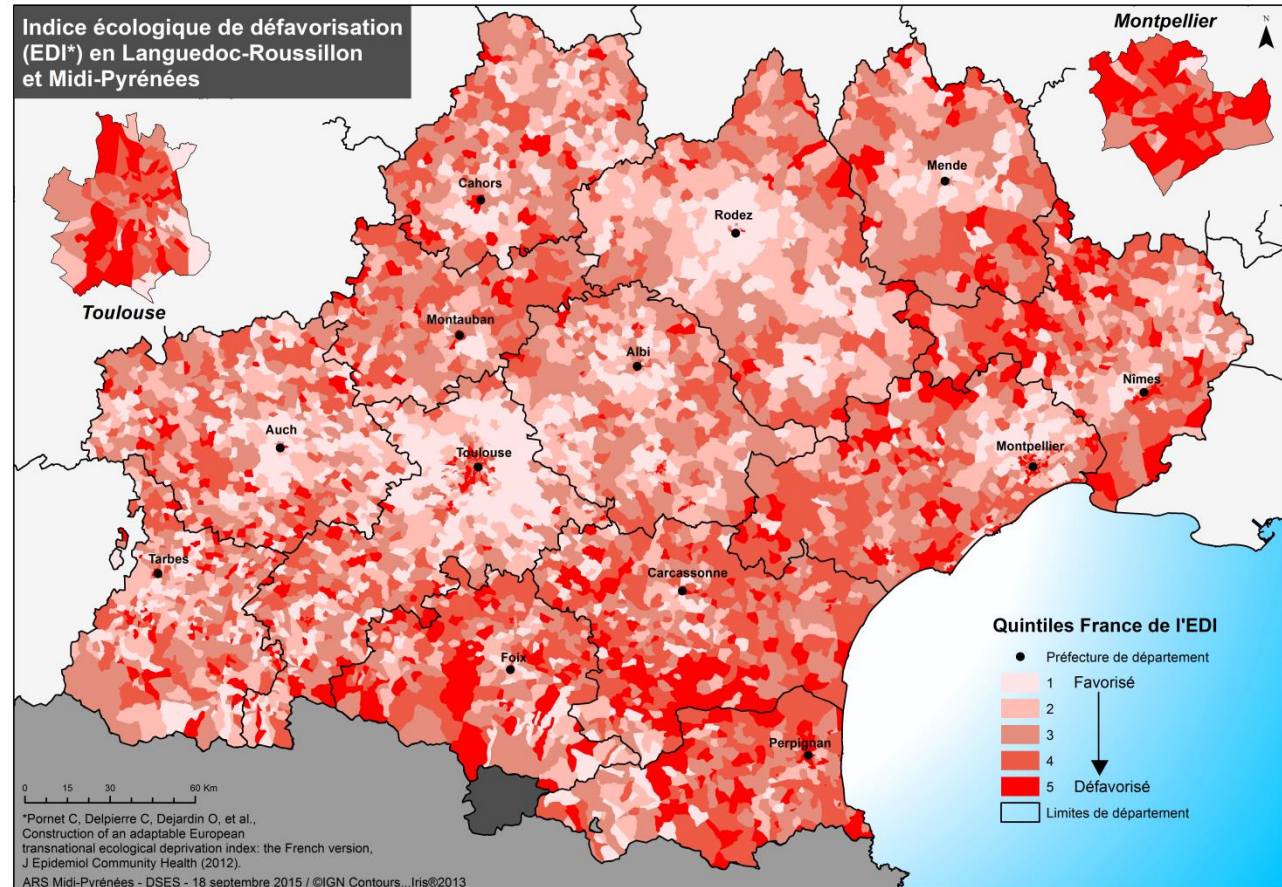 Indice écologique de défavorisation
(EDI*) en Languedoc-Roussillon
et Midi-Pyrénées
Montpellier
N
Toulouse
Cahors
Mende
Rodez
Montauban
Albi
Nîmes
Auch
Toulouse
Montpellier
Tarbes
Carcassonne
Foix
Perpignan
Quintiles France de l'EDI
Préfecture de département
1 Favorisé
2
3
4
5 Défavorisé
Limites de département
0 15 30 60 Km
*Pornet C, Delpierre C, Dejardin O, et al.,
Construction of an adaptable European
transnational ecological deprivation index: the French version,
J Epidemiol Community Health (2012).
ARS Midi-Pyrénées - DSES - 18 septembre 2015 / ©IGN Contours...Iris®2013